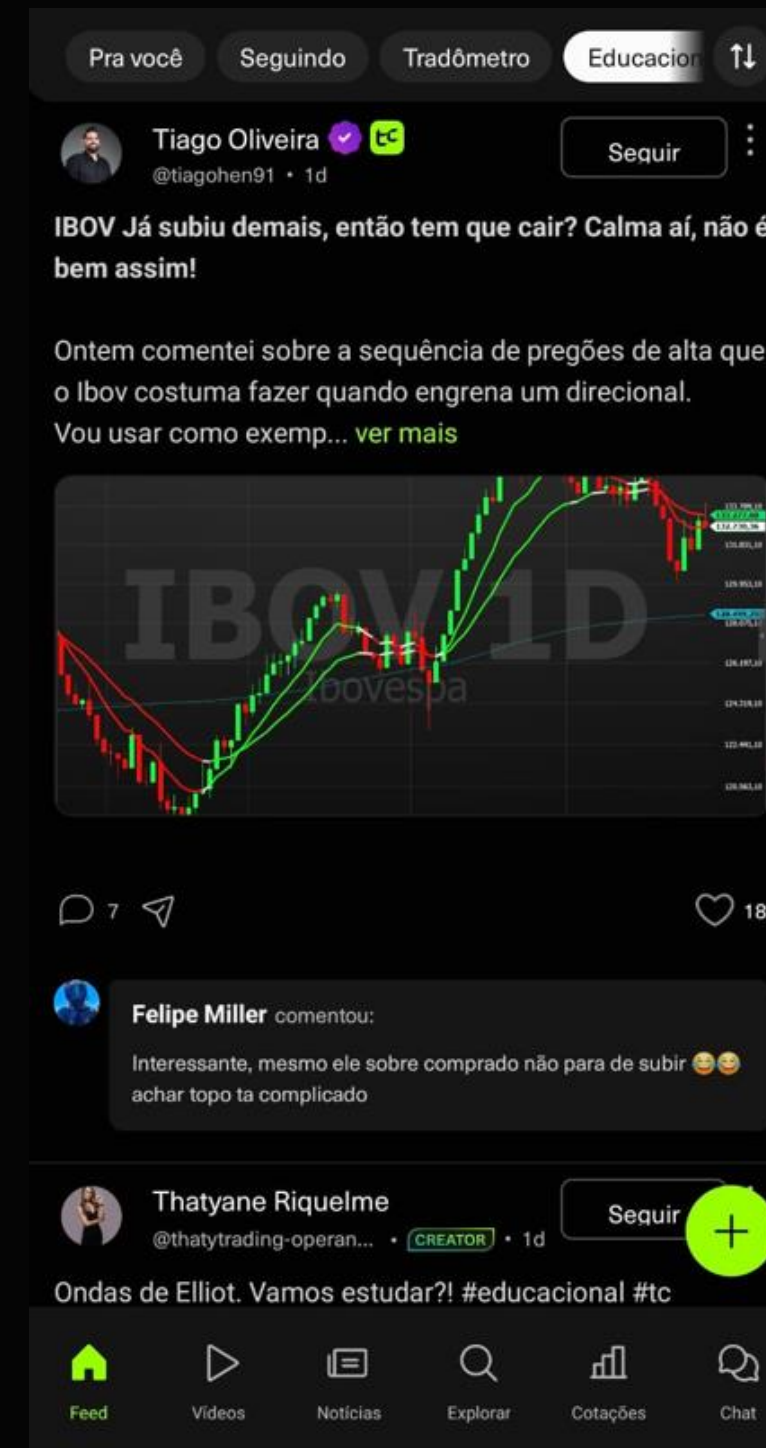 Pra você Seguindo Tradômetro Educacion
Tiago Oliveira tc
@tiagohen91 • 1d
Seguir
IBOV Já subiu demais, então tem que cair? Calma aí, não é
bem assim!
Ontem comentei sobre a sequência de pregões de alta que
o Ibov costuma fazer quando engrena um direcional.
Vou usar como exemp... ver mais
IBOV 1D
Ibovespa
7
18
Felipe Miller comentou:
Interessante, mesmo ele sobre comprado não para de subir 😂😂
achar topo ta complicado
Thatyane Riquelme
@thatytrading-operan... • CREATOR • 1d
Seguir
+
Ondas de Elliot. Vamos estudar?! #educacional #tc
Feed Vídeos Notícias Explorar Cotações Chat